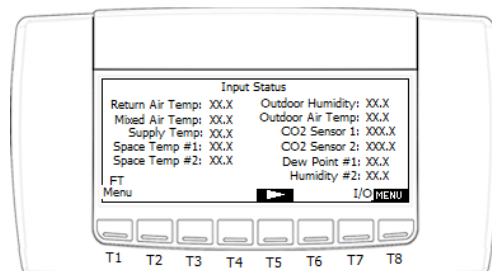 Input Status
Return Air Temp: XX.X
Mixed Air Temp: XX.X
Supply Temp: XX.X
Space Temp #1: XX.X
Space Temp #2: XX.X
Outdoor Humidity: XX.X
Outdoor Air Temp: XX.X
CO2 Sensor 1: XXX.X
CO2 Sensor 2: XXX.X
Dew Point #1: XX.X
Humidity #2: XX.X
FT
Menu
I/O MENU
T1 T2 T3 T4 T5 T6 T7 T8